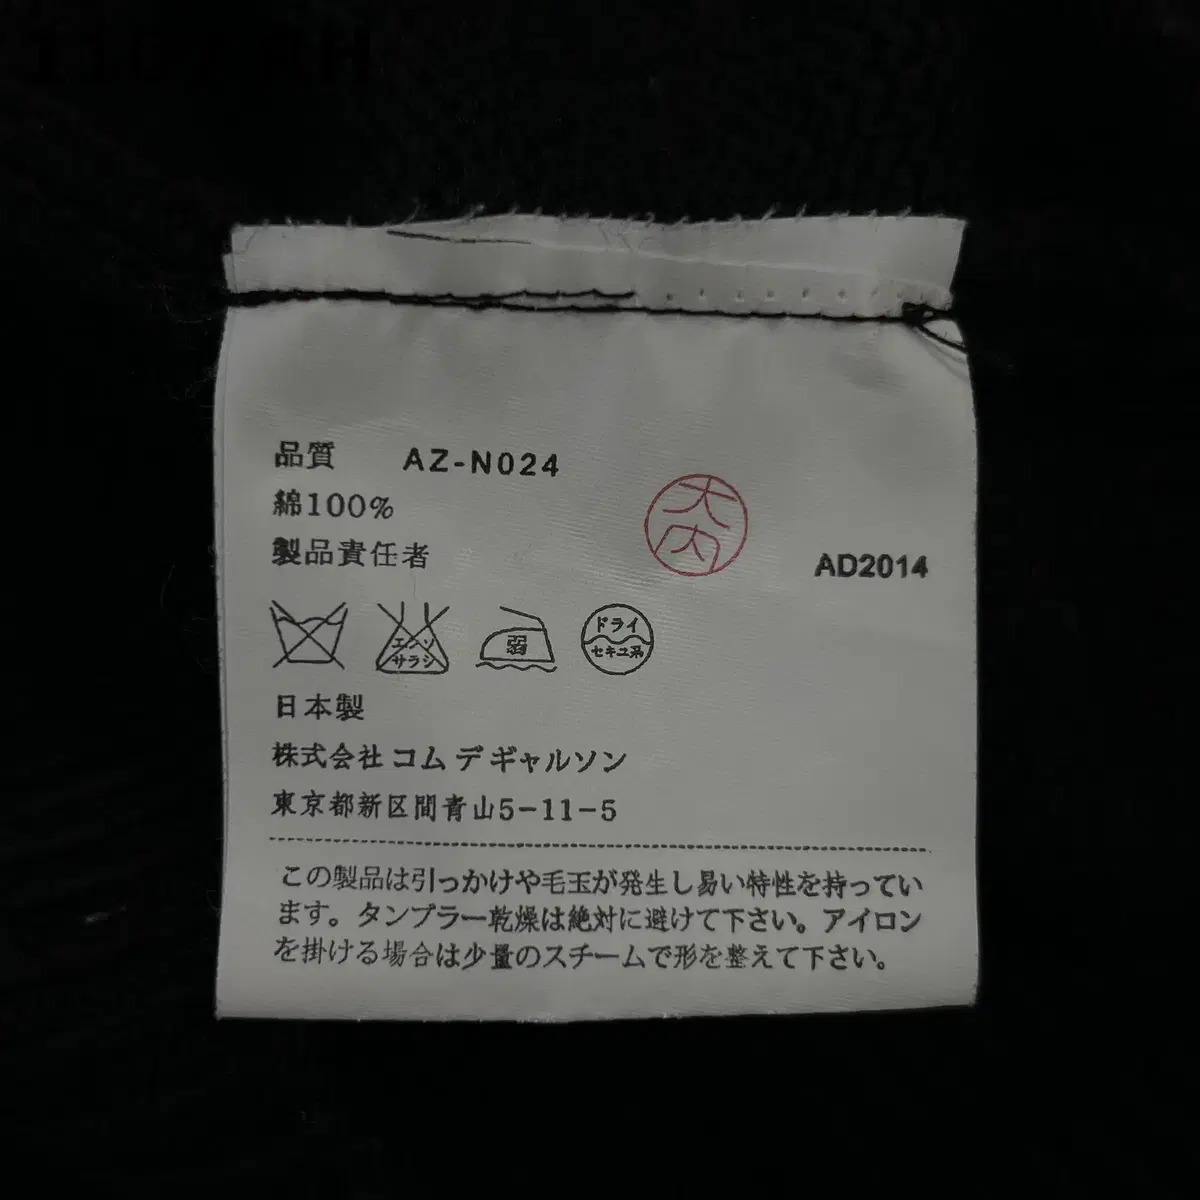 品質 AZ-N024
綿100%
製品責任者
大内
AD2014
エンソ
サラシ
弱
ドライ
セキユ系
日本製
株式会社 コム デ ギャルソン
東京都新区間青山5-11-5
この製品は引っかけや毛玉が発生し易い特性を持ってい
ます。タンブラー乾燥は絶対に避けて下さい。アイロン
を掛ける場合は少量のスチームで形を整えて下さい。